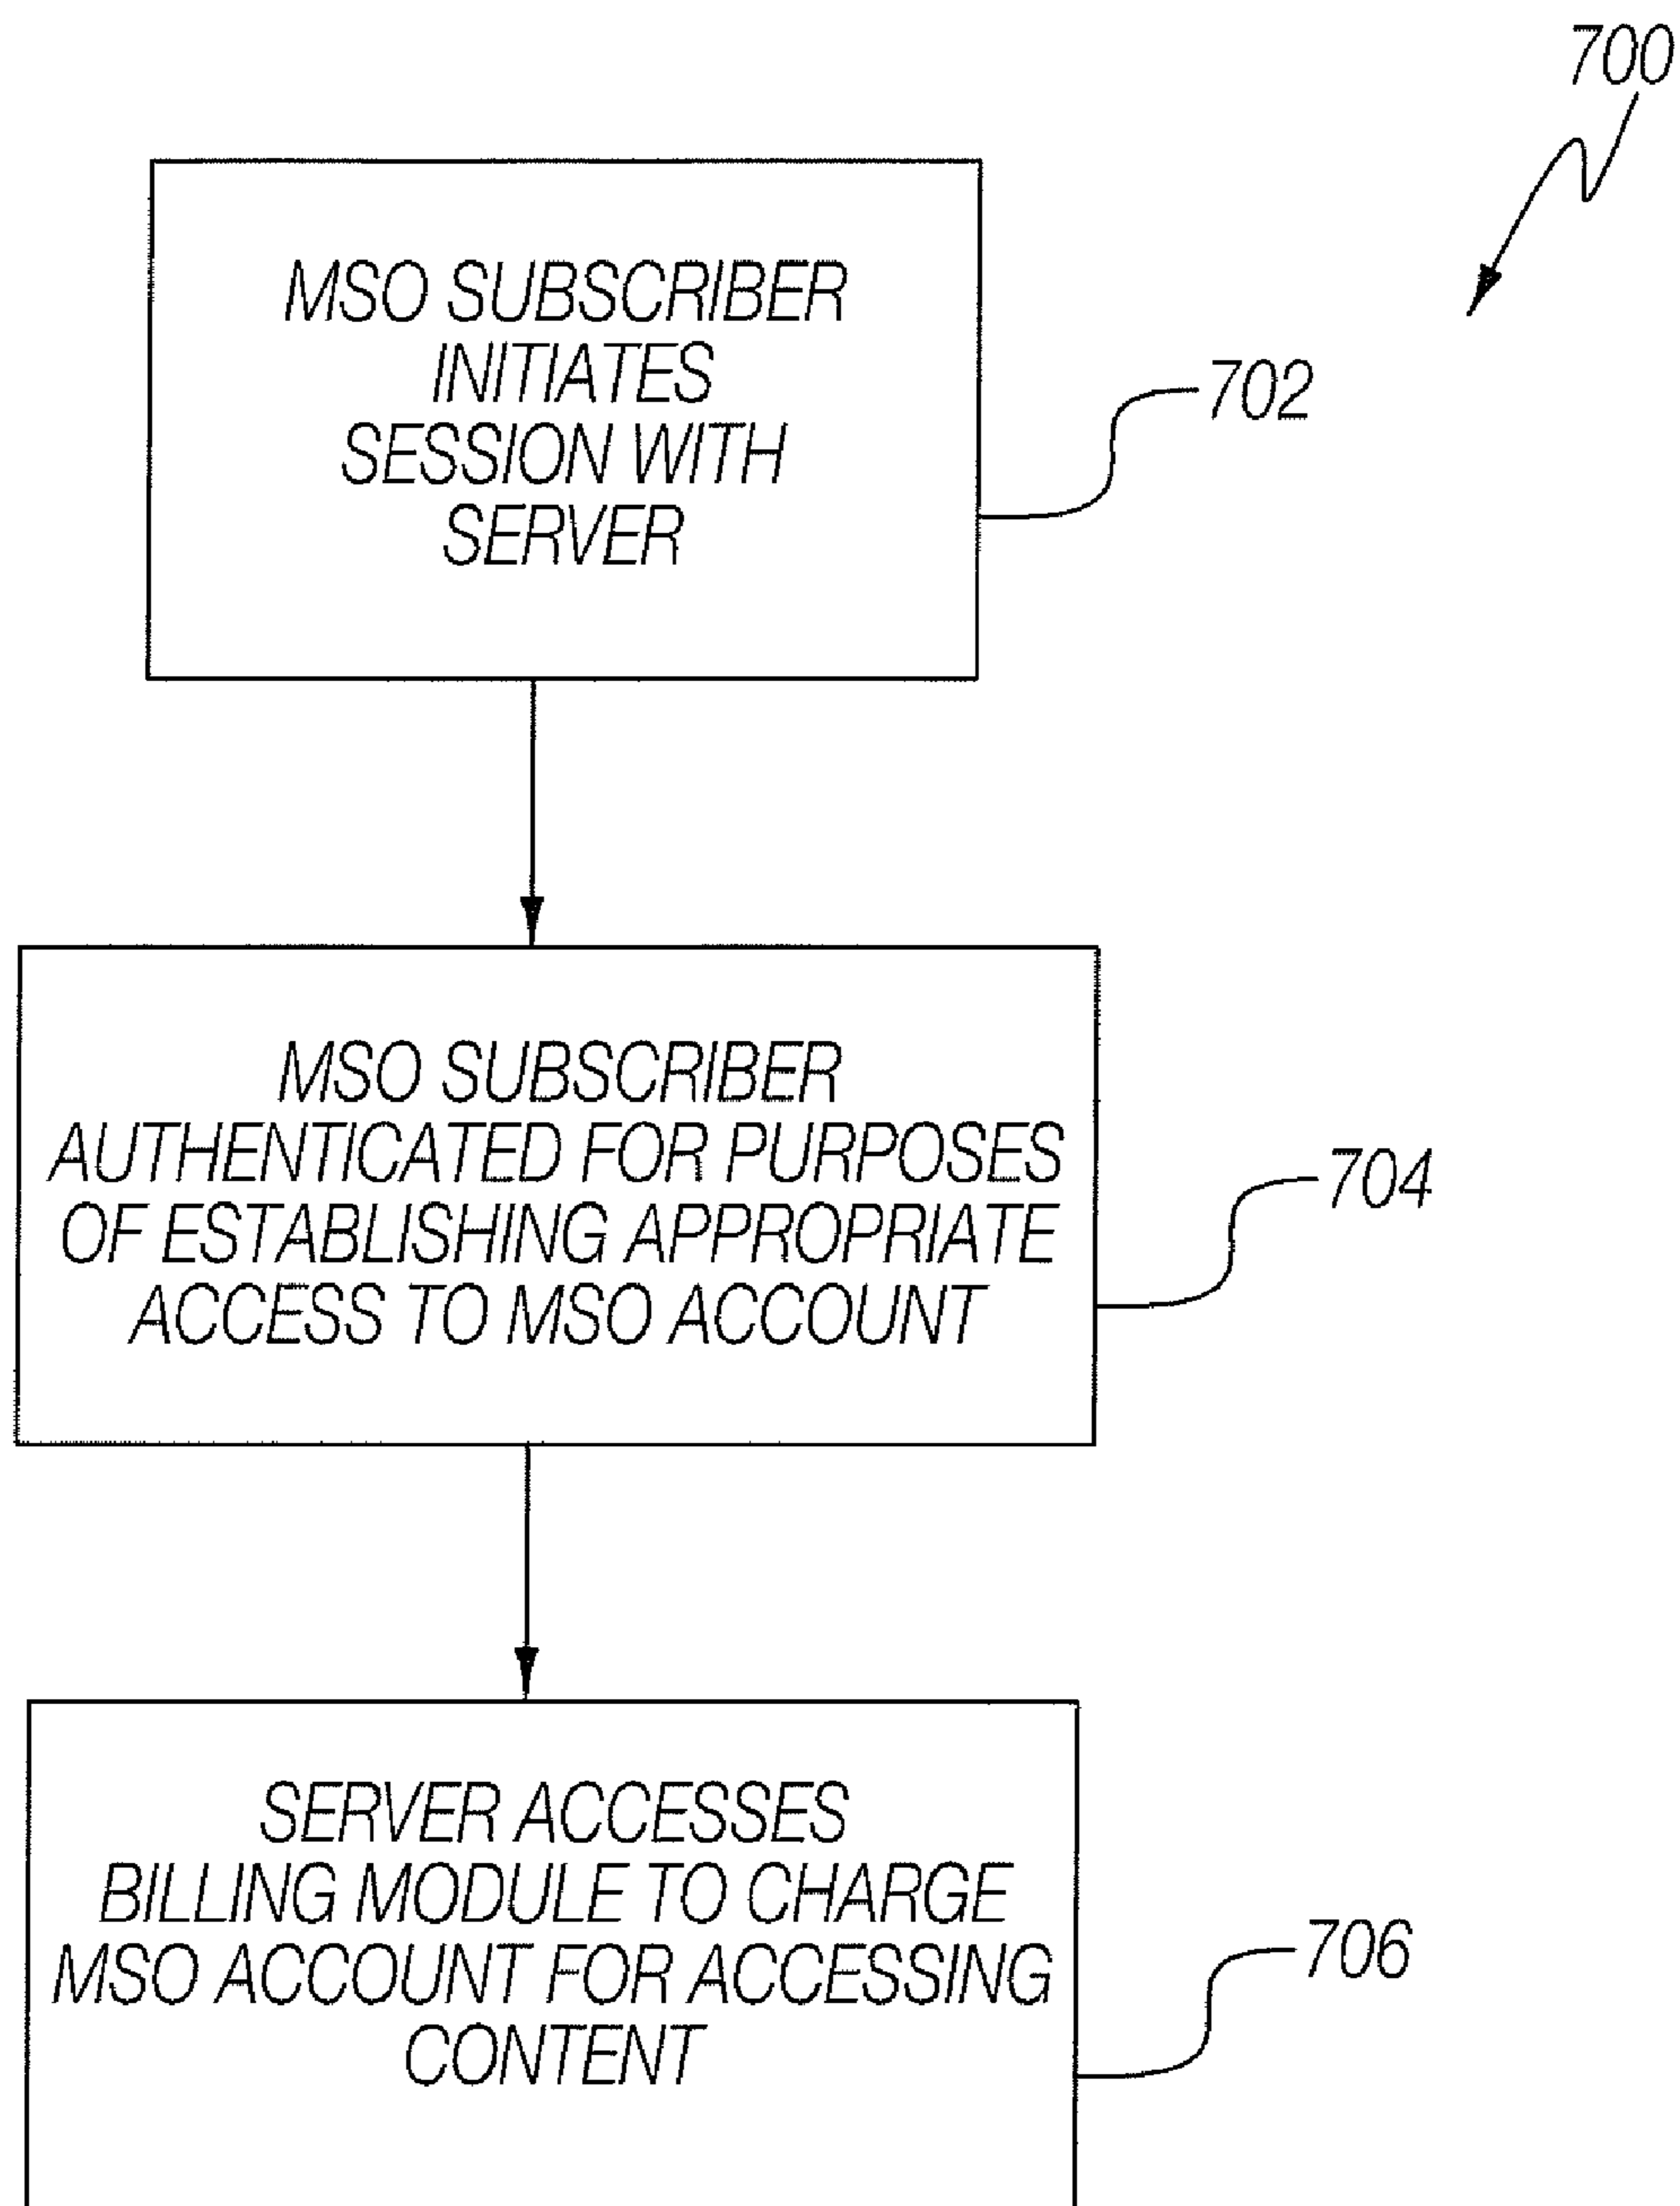 700
MSO SUBSCRIBER
INITIATES
SESSION WITH
SERVER
702
MSO SUBSCRIBER
AUTHENTICATED FOR PURPOSES
OF ESTABLISHING APPROPRIATE
ACCESS TO MSO ACCOUNT
704
SERVER ACCESSES
BILLING MODULE TO CHARGE
MSO ACCOUNT FOR ACCESSING
CONTENT
706